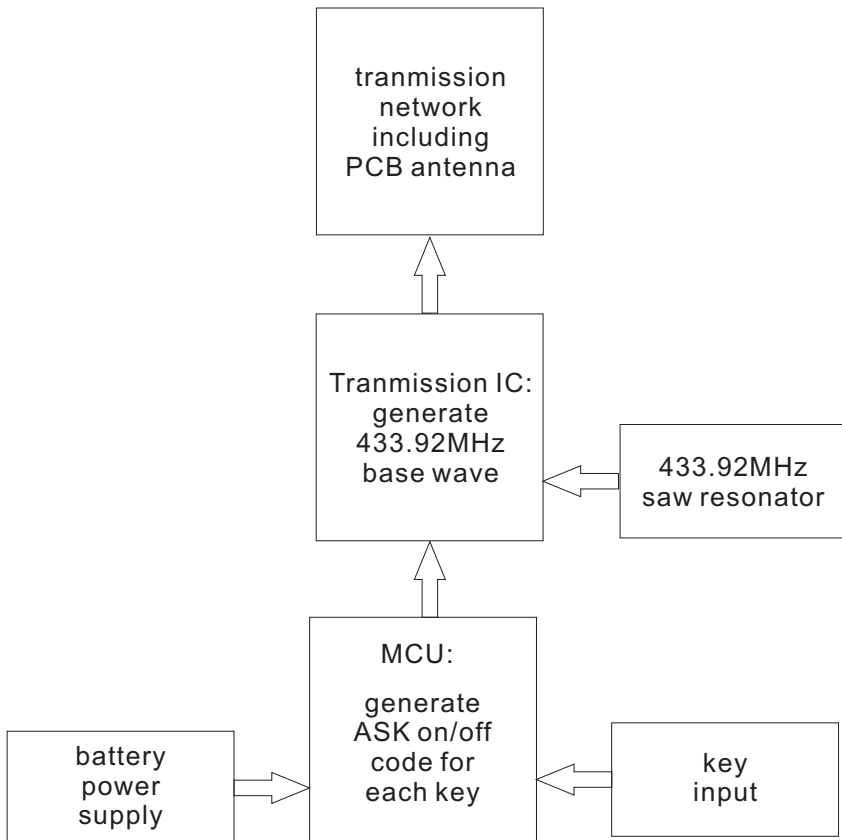 tranmission
network
including
PCB antenna
Tranmission IC:
generate
433.92MHz
base wave
433.92MHz
saw resonator
MCU:
generate
ASK on/off
code for
each key
battery
power
supply
key
input